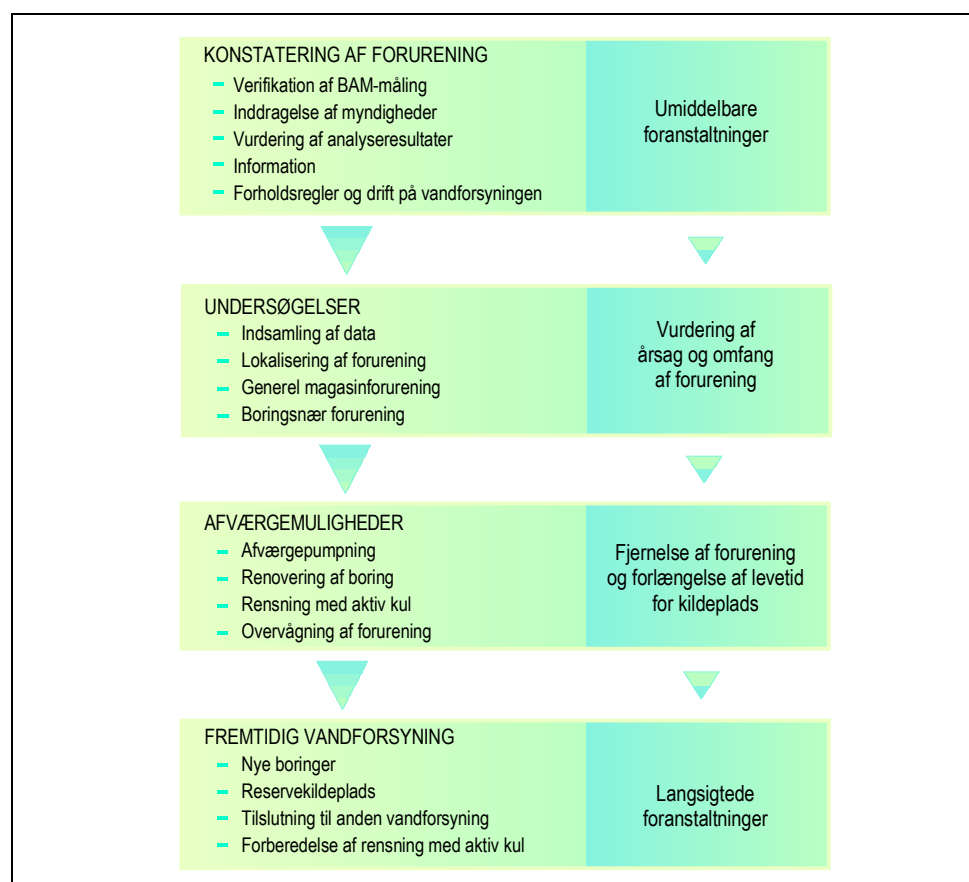 KONSTATERING AF FORURENING
- Verifikation af BAM-måling
- Inddragelse af myndigheder
- Vurdering af analyseresultater
- Information
- Forholdsregler og drift på vandforsyningen
Umiddelbare
foranstaltninger
UNDERSØGELSER
- Indsamling af data
- Lokalisering af forurening
- Generel magasinforurening
- Boringsnær forurening
Vurdering af
årsag og omfang
af forurening
AFVÆRGEMULIGHEDER
- Afværgepumpning
- Renovering af boring
- Rensning med aktiv kul
- Overvågning af forurening
Fjernelse af forurening
og forlængelse af levetid
for kildeplads
FREMTIDIG VANDFORSYNING
- Nye boringer
- Reservekildeplads
- Tilslutning til anden vandforsyning
- Forberedelse af rensning med aktiv kul
Langsigtede
foranstaltninger